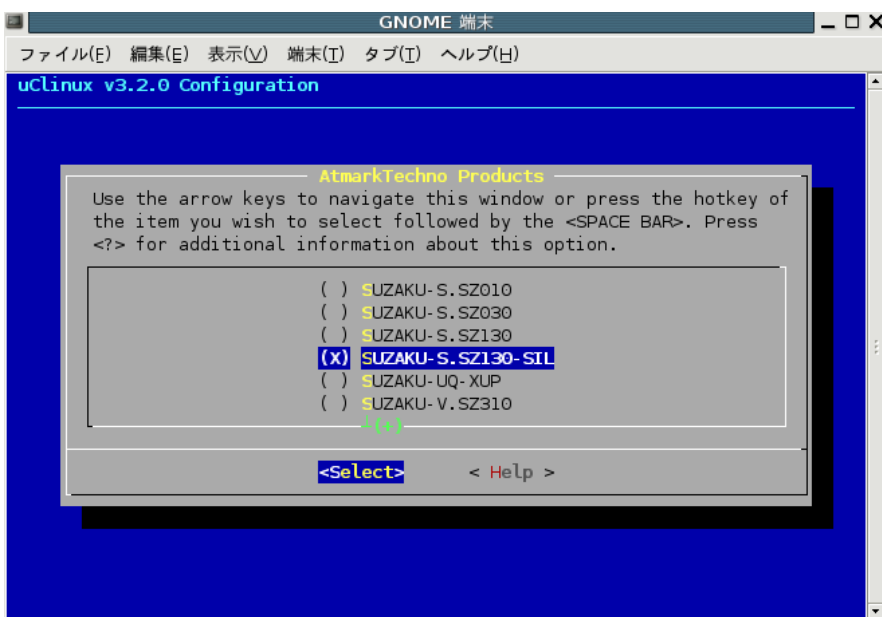 GNOME 端末
ファイル(F) 編集(E) 表示(V) 端末(T) タブ(T) ヘルプ(H)
uClinux v3.2.0 Configuration
AtmarkTechno Products
Use the arrow keys to navigate this window or press the hotkey of
the item you wish to select followed by the <SPACE BAR>. Press
<?> for additional information about this option.
( ) SUZAKU-S.SZ010
( ) SUZAKU-S.SZ030
( ) SUZAKU-S.SZ130
(X) SUZAKU-S.SZ130-SIL
( ) SUZAKU-UQ-XUP
( ) SUZAKU-V.SZ310
┴(+)
<Select> < Help >